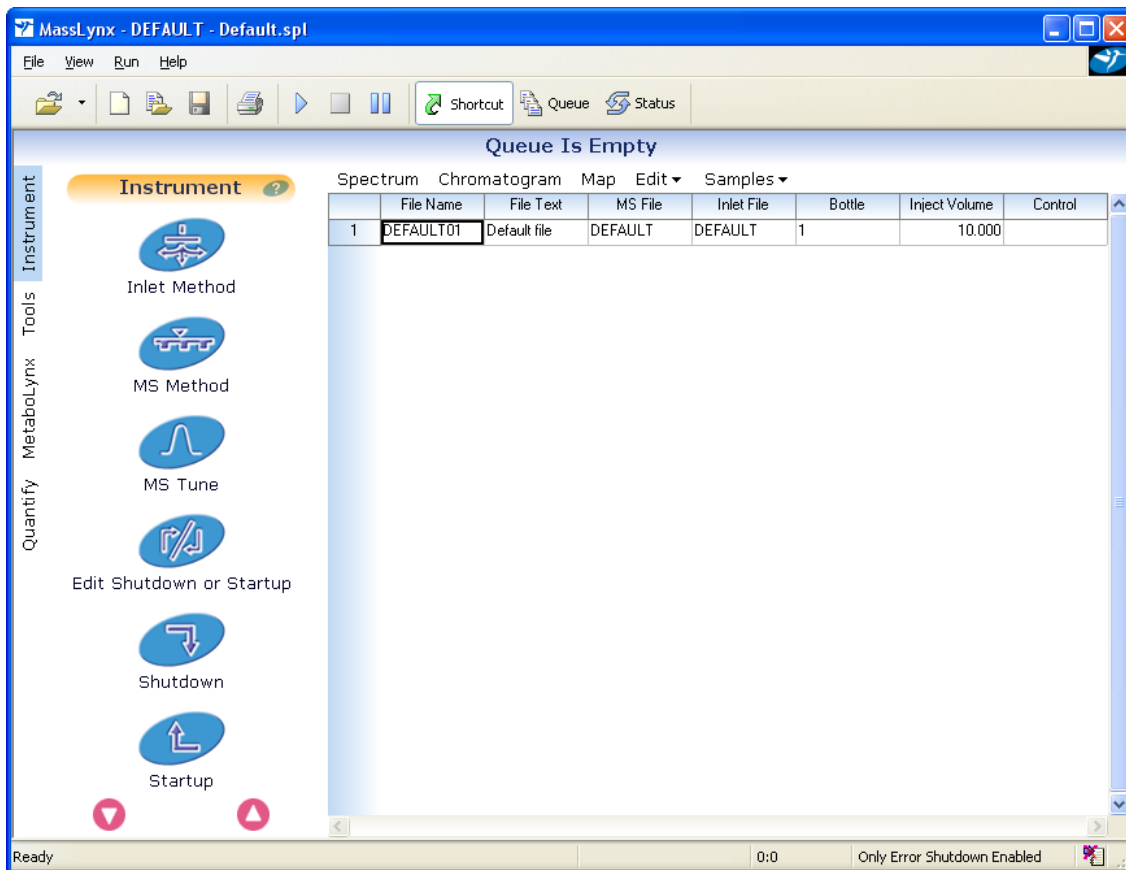 MassLynx - DEFAULT - Default.spl
File View Run Help
Shortcut Queue Status
Queue Is Empty
Instrument
Tools
MetaboLynx
Quantify
Instrument ?
Inlet Method
MS Method
MS Tune
Edit Shutdown or Startup
Shutdown
Startup
Spectrum Chromatogram Map Edit Samples
File Name File Text MS File Inlet File Bottle Inject Volume Control
1 DEFAULT01 Default file DEFAULT DEFAULT 1 10.000
Ready 0:0 Only Error Shutdown Enabled